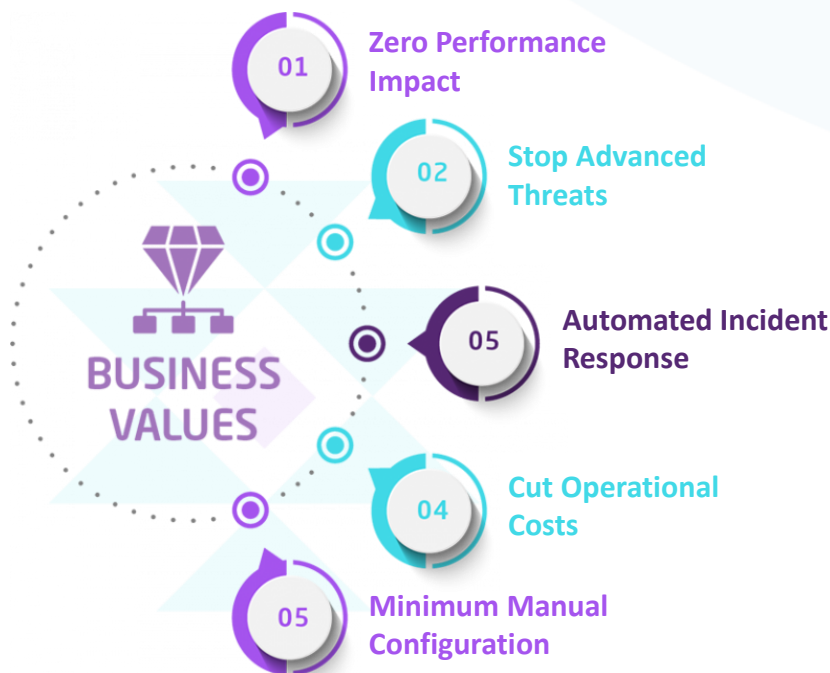 01
Zero Performance
Impact
02
Stop Advanced
Threats
BUSINESS
VALUES
05
Automated Incident
Response
04
Cut Operational
Costs
05
Minimum Manual
Configuration